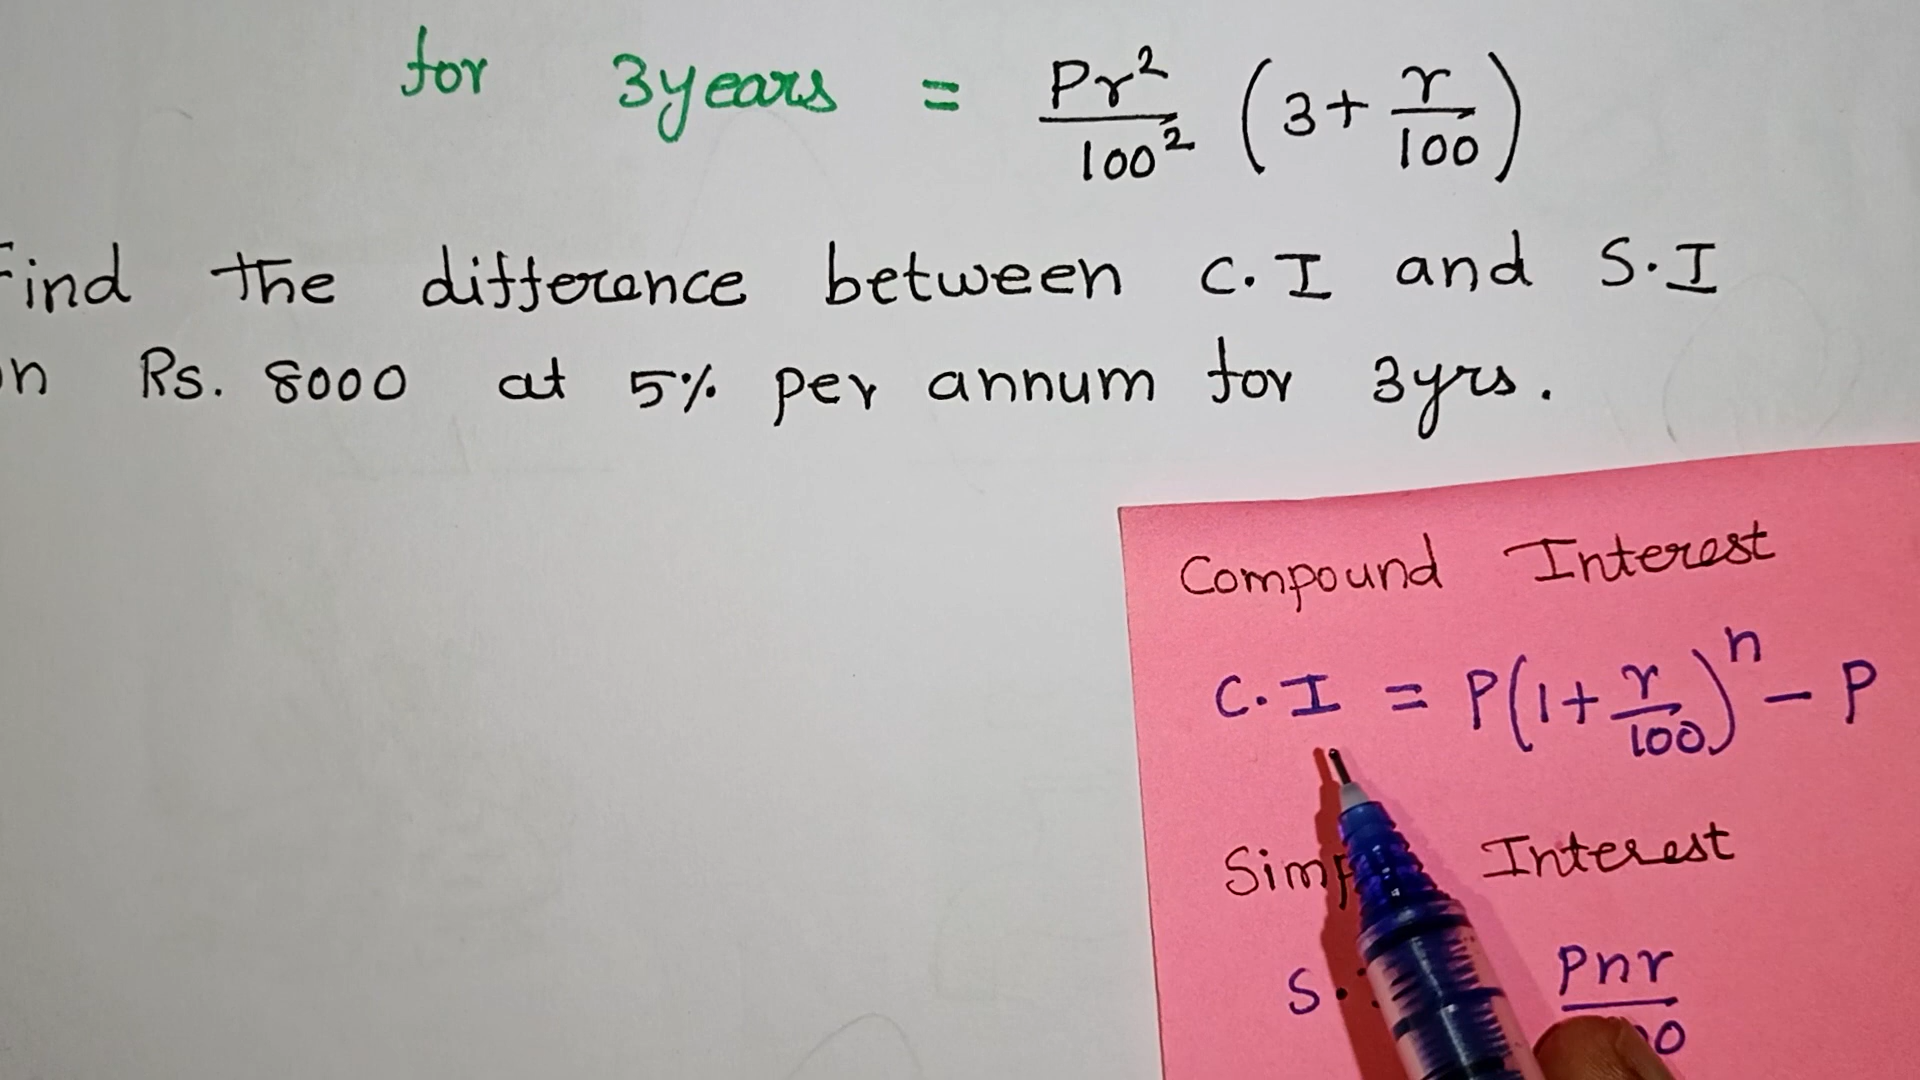 for 3years = Pr²/100² (3 + r/100)
Find the difference between C.I and S.I
on Rs. 8000 at 5% per annum for 3yrs.
Compound Interest
C.I = P(1 + r/100)ⁿ - P
Interest
Pnr